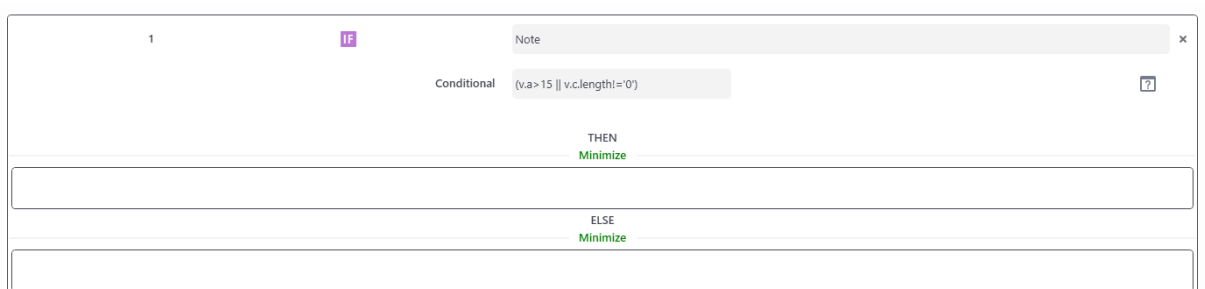 1 IF Note ×
Conditional (v.a>15 || v.c.length!='0') ?
THEN
Minimize
ELSE
Minimize